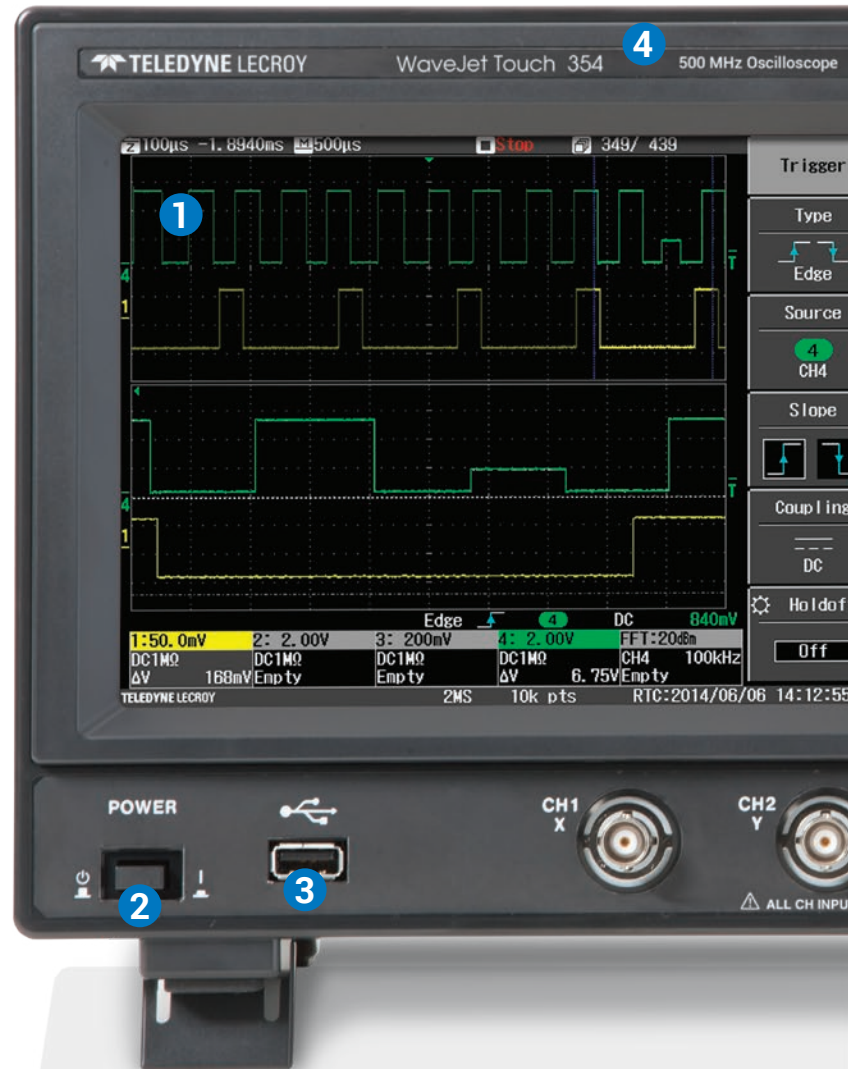 TELEDYNE LECROY WaveJet Touch 354 4 500 MHz Oscilloscope
Z 100µs -1.8940ms M 500µs Stop 349/ 439
Trigger
1
Type
Edge
T
4
1
Source
4
CH4
Slope
T
4
1
Coupling
DC
Holdof
Off
Edge 4 DC 840mV
1:50.0mV 2: 2.00V 3: 200mV 4: 2.00V FFT:20dBm
DC1MΩ DC1MΩ DC1MΩ DC1MΩ CH4 100kHz
ΔV 168mV Empty Empty ΔV 6.75V Empty
TELEDYNE LECROY 2MS 10k pts RTC:2014/06/06 14:12:55
POWER
CH1
X
CH2
Y
I
2
3
ALL CH INPU